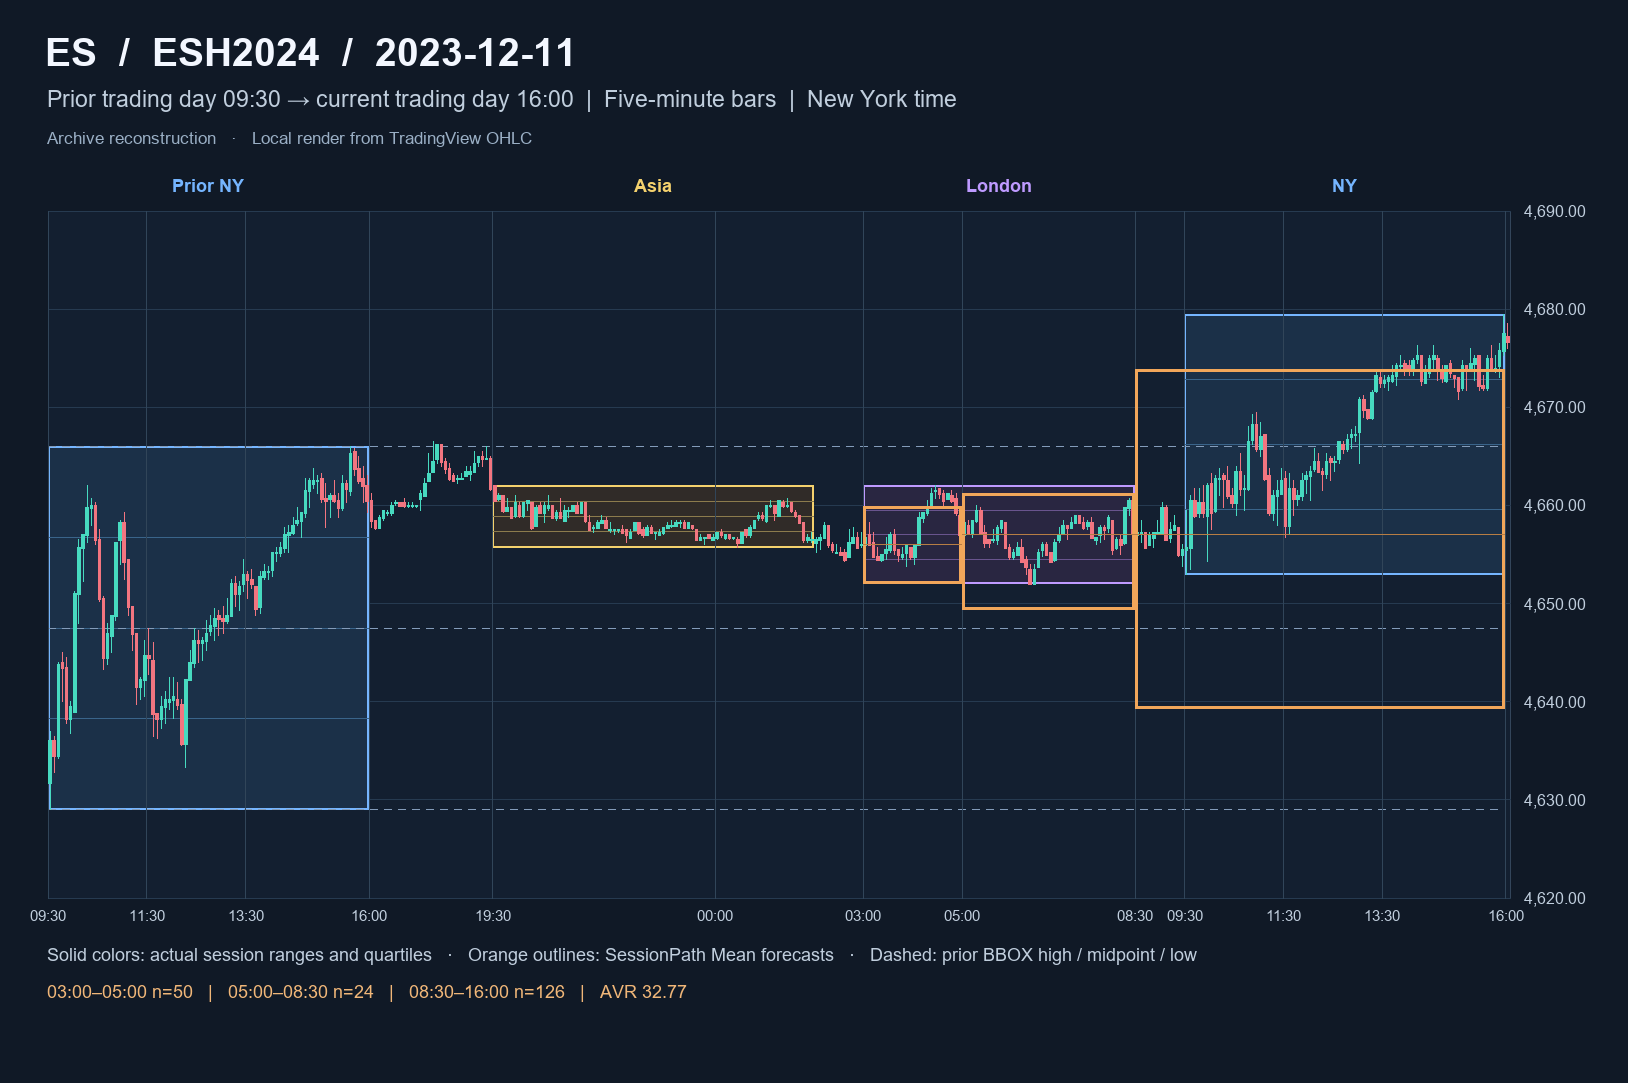 ES / ESH2024 / 2023-12-11
Prior trading day 09:30 → current trading day 16:00 | Five-minute bars | New York time
Archive reconstruction · Local render from TradingView OHLC
Prior NY Asia London NY
4,690.00
4,680.00
4,670.00
4,660.00
4,650.00
4,640.00
4,630.00
4,620.00
09:30 11:30 13:30 16:00 19:30 00:00 03:00 05:00 08:30 09:30 11:30 13:30 16:00
Solid colors: actual session ranges and quartiles · Orange outlines: SessionPath Mean forecasts · Dashed: prior BBOX high / midpoint / low
03:00–05:00 n=50 | 05:00–08:30 n=24 | 08:30–16:00 n=126 | AVR 32.77